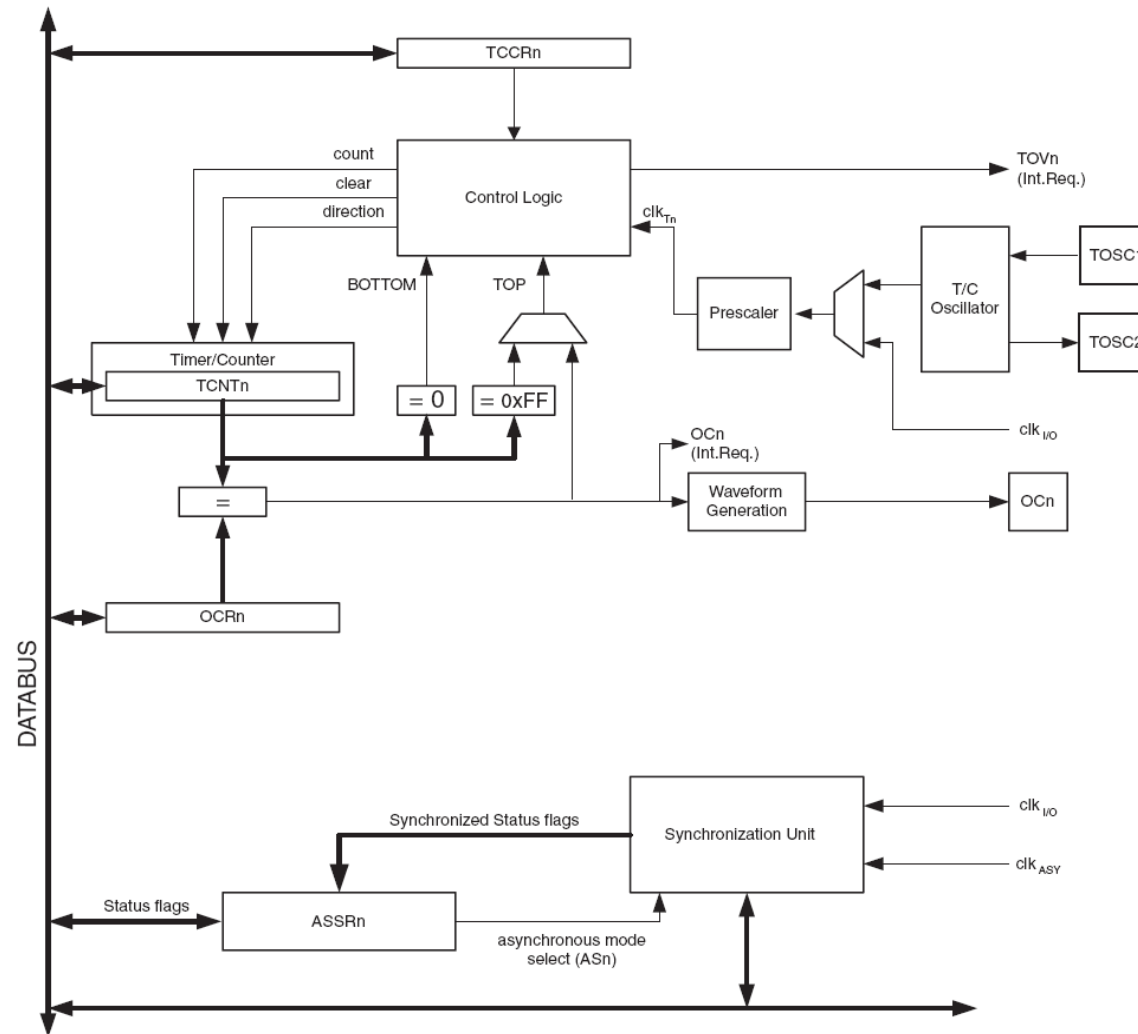 TCCRn
count
clear
direction
Control Logic
TOVn
(Int.Req.)
clkTn
BOTTOM
TOP
TOSC1
T/C
Oscillator
Prescaler
TOSC2
Timer/Counter
TCNTn
= 0
= 0xFF
clkI/O
OCn
(Int.Req.)
=
Waveform
Generation
OCn
OCRn
DATABUS
Synchronized Status flags
Synchronization Unit
clkI/O
clkASY
Status flags
ASSRn
asynchronous mode
select (ASn)